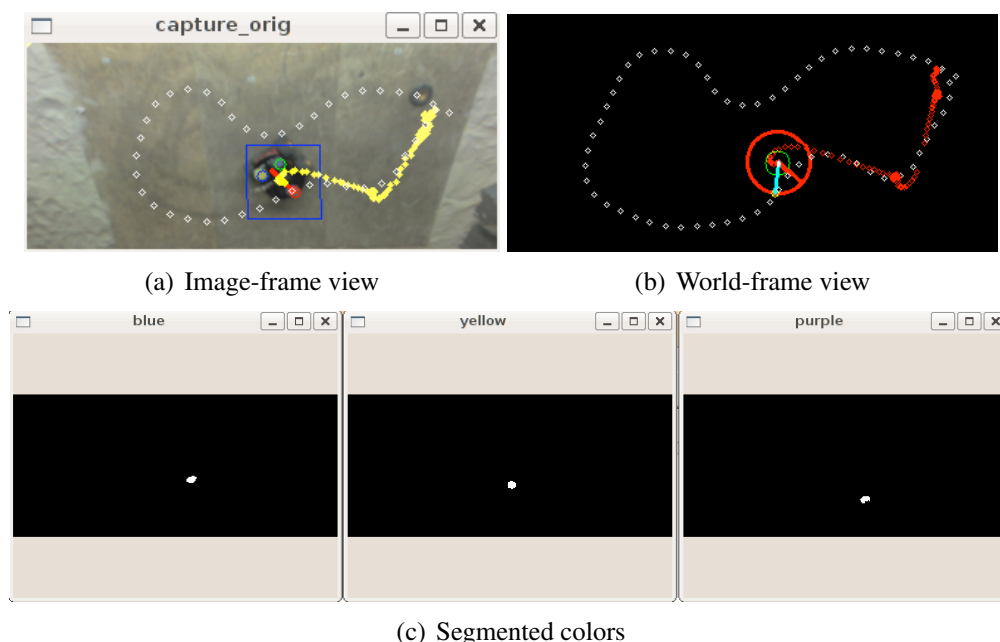 capture_orig
(a) Image-frame view
(b) World-frame view
blue
yellow
purple
(c) Segmented colors